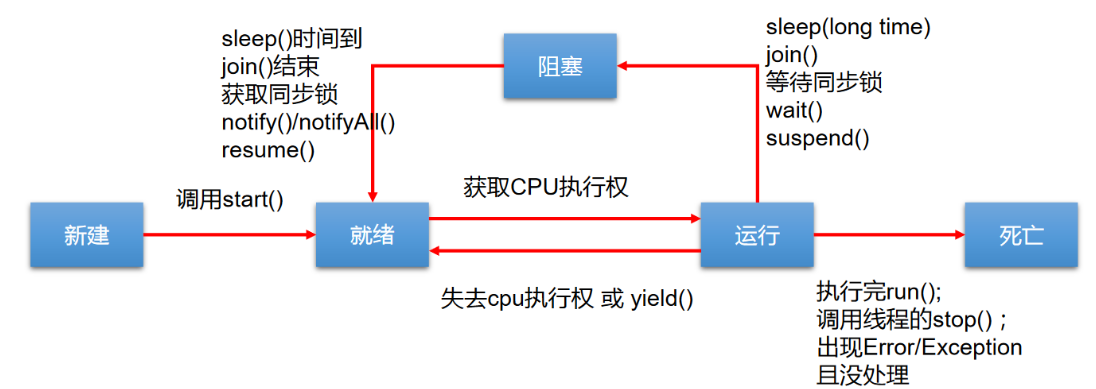 sleep()时间到
join()结束
获取同步锁
notify()/notifyAll()
resume()
阻塞
sleep(long time)
join()
等待同步锁
wait()
suspend()
调用start()
获取CPU执行权
新建
就绪
运行
死亡
失去cpu执行权 或 yield()
执行完run();
调用线程的stop() ;
出现Error/Exception
且没处理